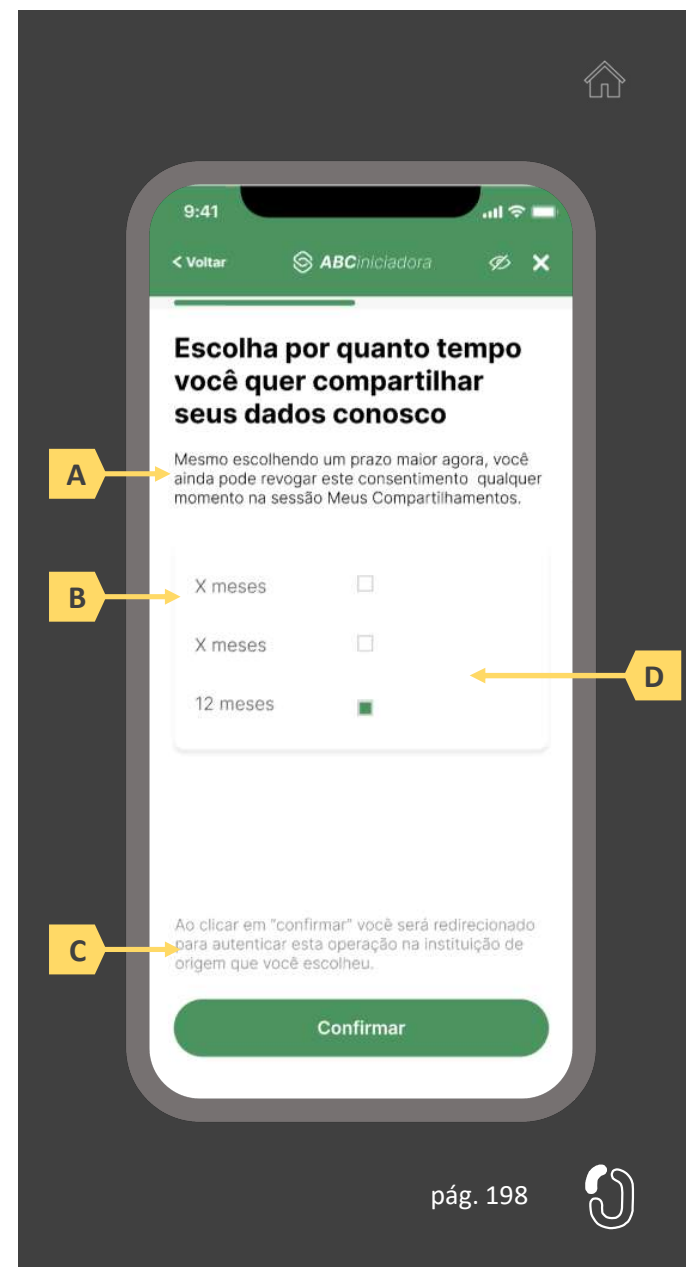 9:41
< Voltar
ABCiniciadora
Escolha por quanto tempo
você quer compartilhar
seus dados conosco
A
Mesmo escolhendo um prazo maior agora, você
ainda pode revogar este consentimento qualquer
momento na sessão Meus Compartilhamentos.
B
X meses
X meses
D
12 meses
C
Ao clicar em "confirmar" você será redirecionado
para autenticar esta operação na instituição de
origem que você escolheu.
Confirmar
pág. 198